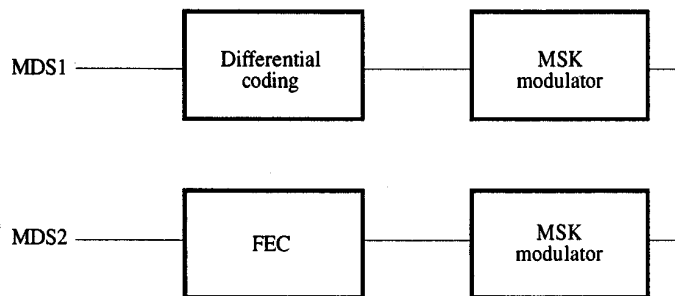 MDS1
Differential
coding
MSK
modulator
MDS2
FEC
MSK
modulator